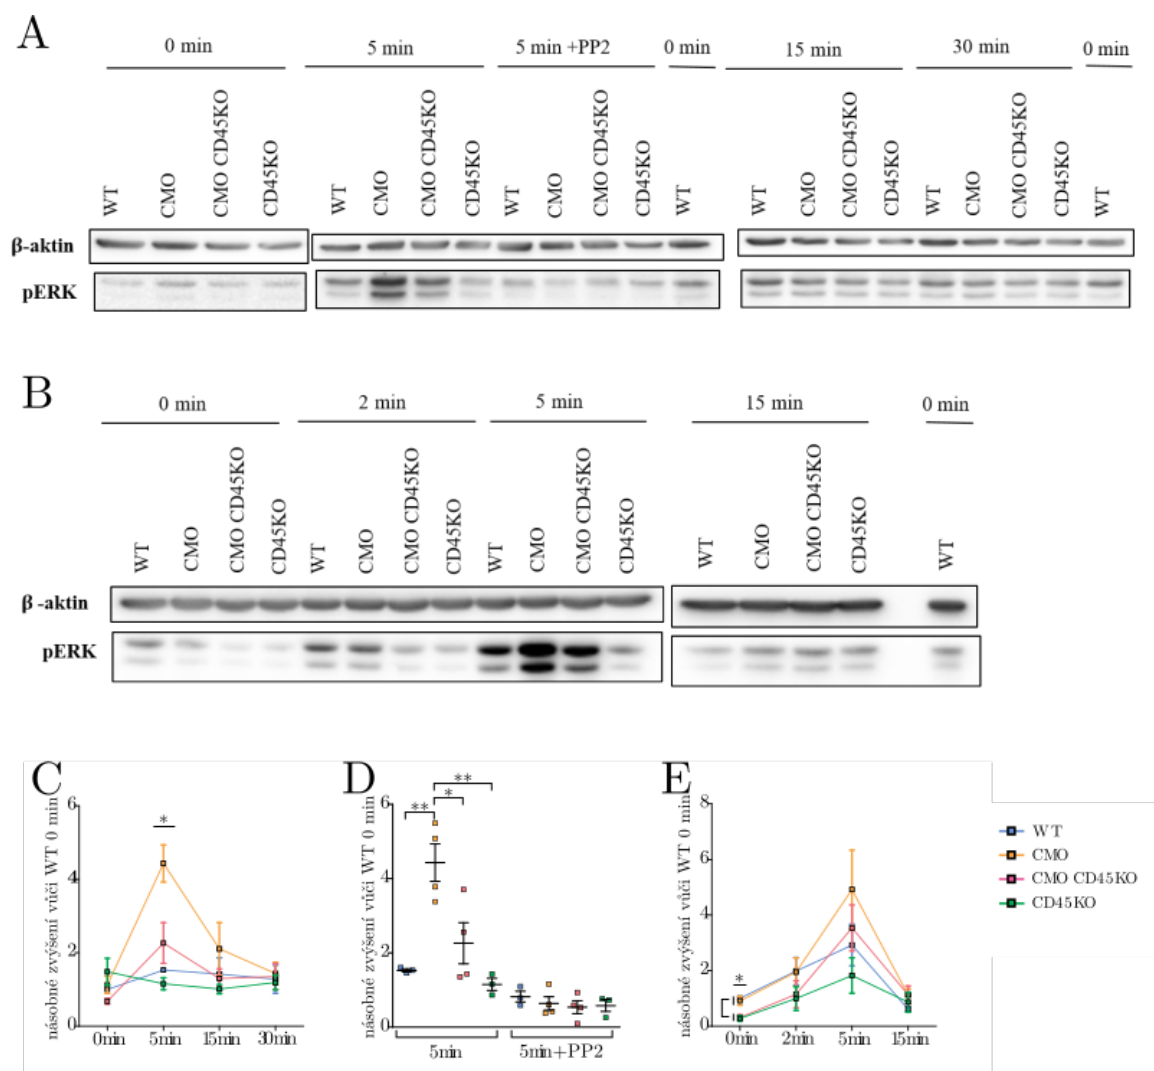 A
0 min
5 min
5 min +PP2
0 min
15 min
30 min
0 min
WT
CMO
CMO CD45KO
CD45KO
WT
CMO
CMO CD45KO
CD45KO
WT
CMO
CMO CD45KO
CD45KO
WT
WT
CMO
CMO CD45KO
CD45KO
WT
CMO
CMO CD45KO
CD45KO
WT
β-aktin
pERK
B
0 min
2 min
5 min
15 min
0 min
WT
CMO
CMO CD45KO
CD45KO
WT
CMO
CMO CD45KO
CD45KO
WT
CMO
CMO CD45KO
CD45KO
WT
CMO
CMO CD45KO
CD45KO
WT
β -aktin
pERK
C
násobné zvýšení vůči WT 0 min
6
4
2
0
*
0min
5min
15min
30min
D
násobné zvýšení vůči WT 0 min
6
4
2
0
**
*
**
5min
5min+PP2
E
násobné zvýšení vůči WT 0 min
8
6
4
2
0
*
0min
2min
5min
15min
WT
CMO
CMO CD45KO
CD45KO